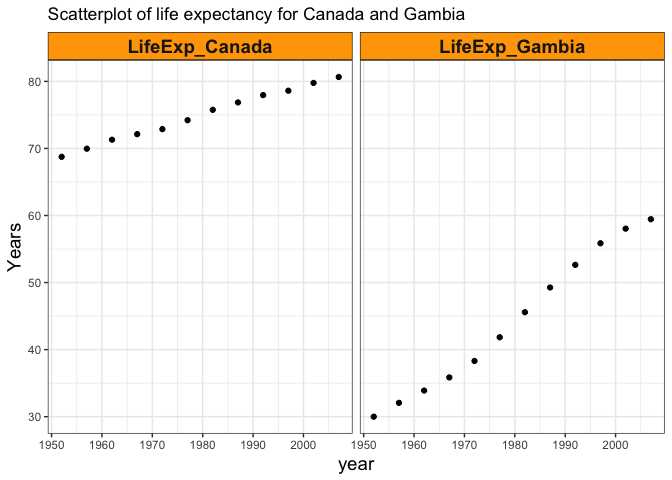 Scatterplot of life expectancy for Canada and Gambia
LifeExp_Canada LifeExp_Gambia
80
70
60
50
40
30
1950 1960 1970 1980 1990 2000 1950 1960 1970 1980 1990 2000
Years
year